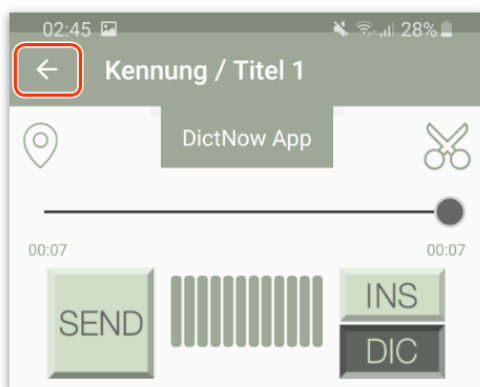 02:45 28%
Kennung / Titel 1
DictNow App
00:07 00:07
SEND
INS
DIC